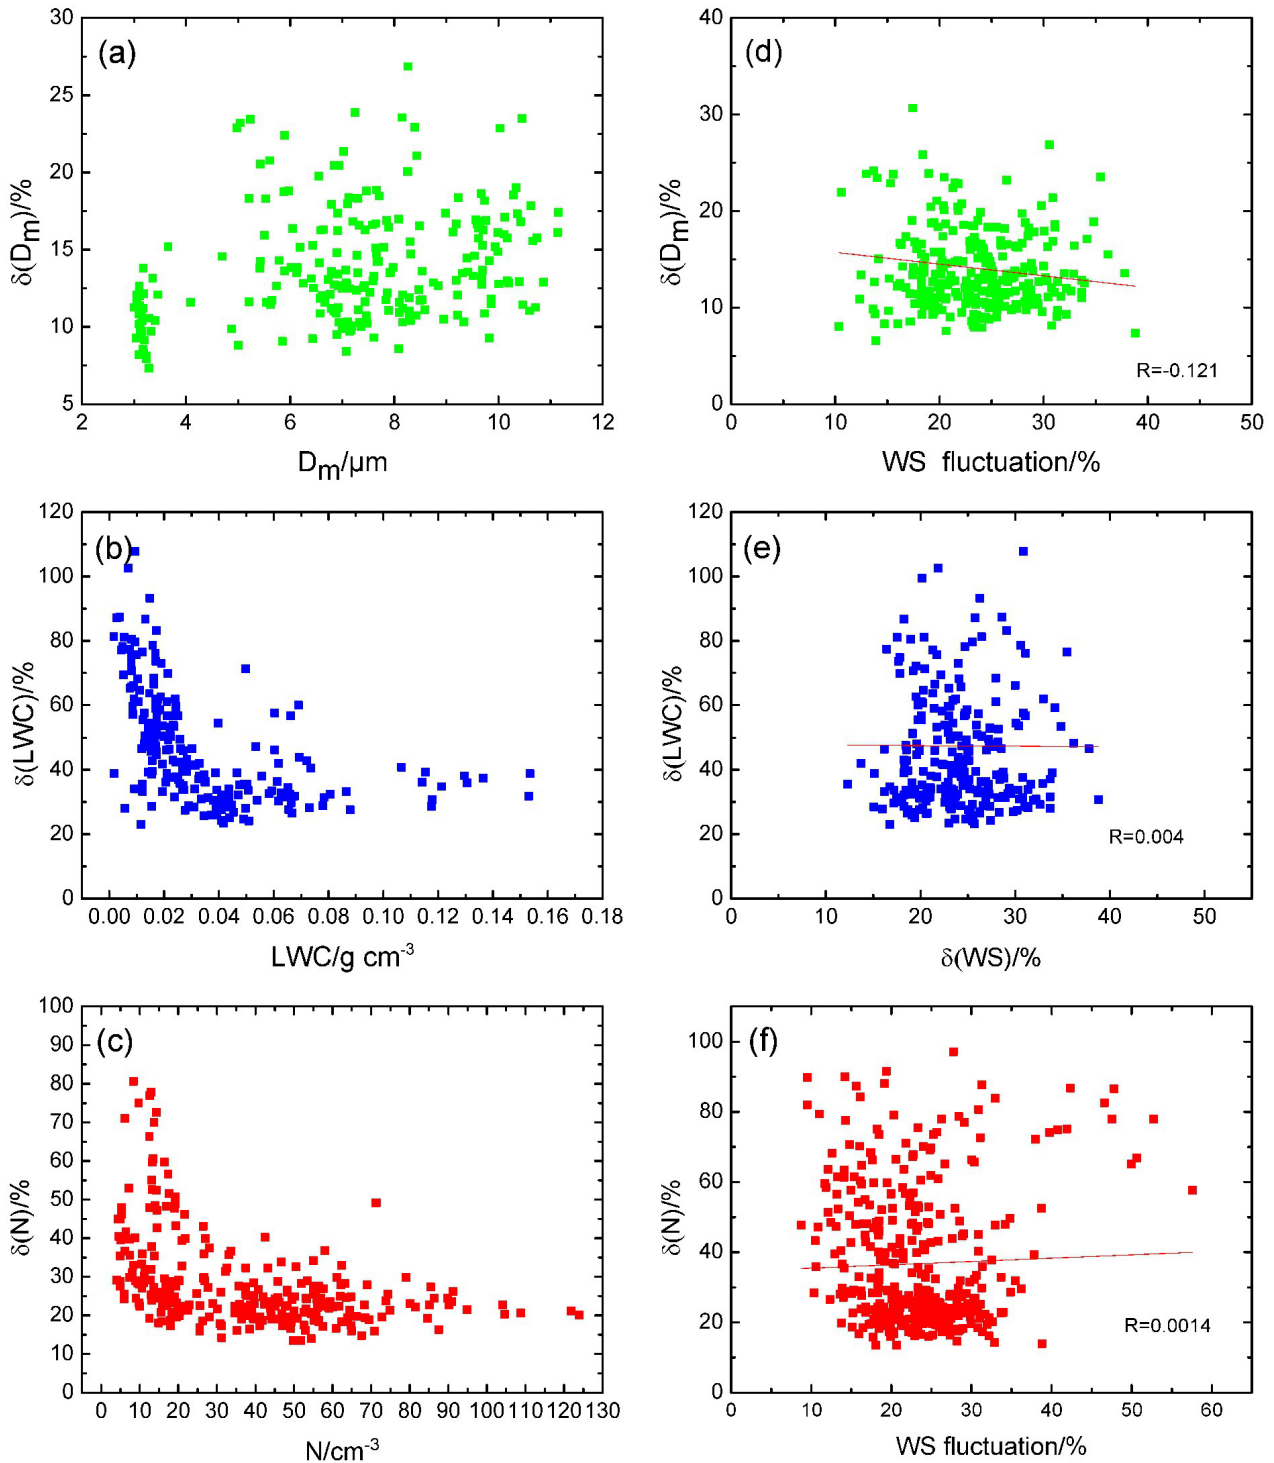 (a)
30
25
20
15
10
5
2 4 6 8 10 12
δ(Dm)/%
Dm/μm
(d)
40
30
20
10
0
0 10 20 30 40 50
δ(Dm)/%
WS fluctuation/%
R=-0.121
(b)
120
100
80
60
40
20
0
0.00 0.02 0.04 0.06 0.08 0.10 0.12 0.14 0.16 0.18
δ(LWC)/%
LWC/g cm-3
(e)
120
100
80
60
40
20
0
0 10 20 30 40 50
δ(LWC)/%
δ(WS)/%
R=0.004
(c)
100
90
80
70
60
50
40
30
20
10
0
0 10 20 30 40 50 60 70 80 90 100 110 120 130
δ(N)/%
N/cm-3
(f)
100
80
60
40
20
0
0 10 20 30 40 50 60
δ(N)/%
WS fluctuation/%
R=0.0014